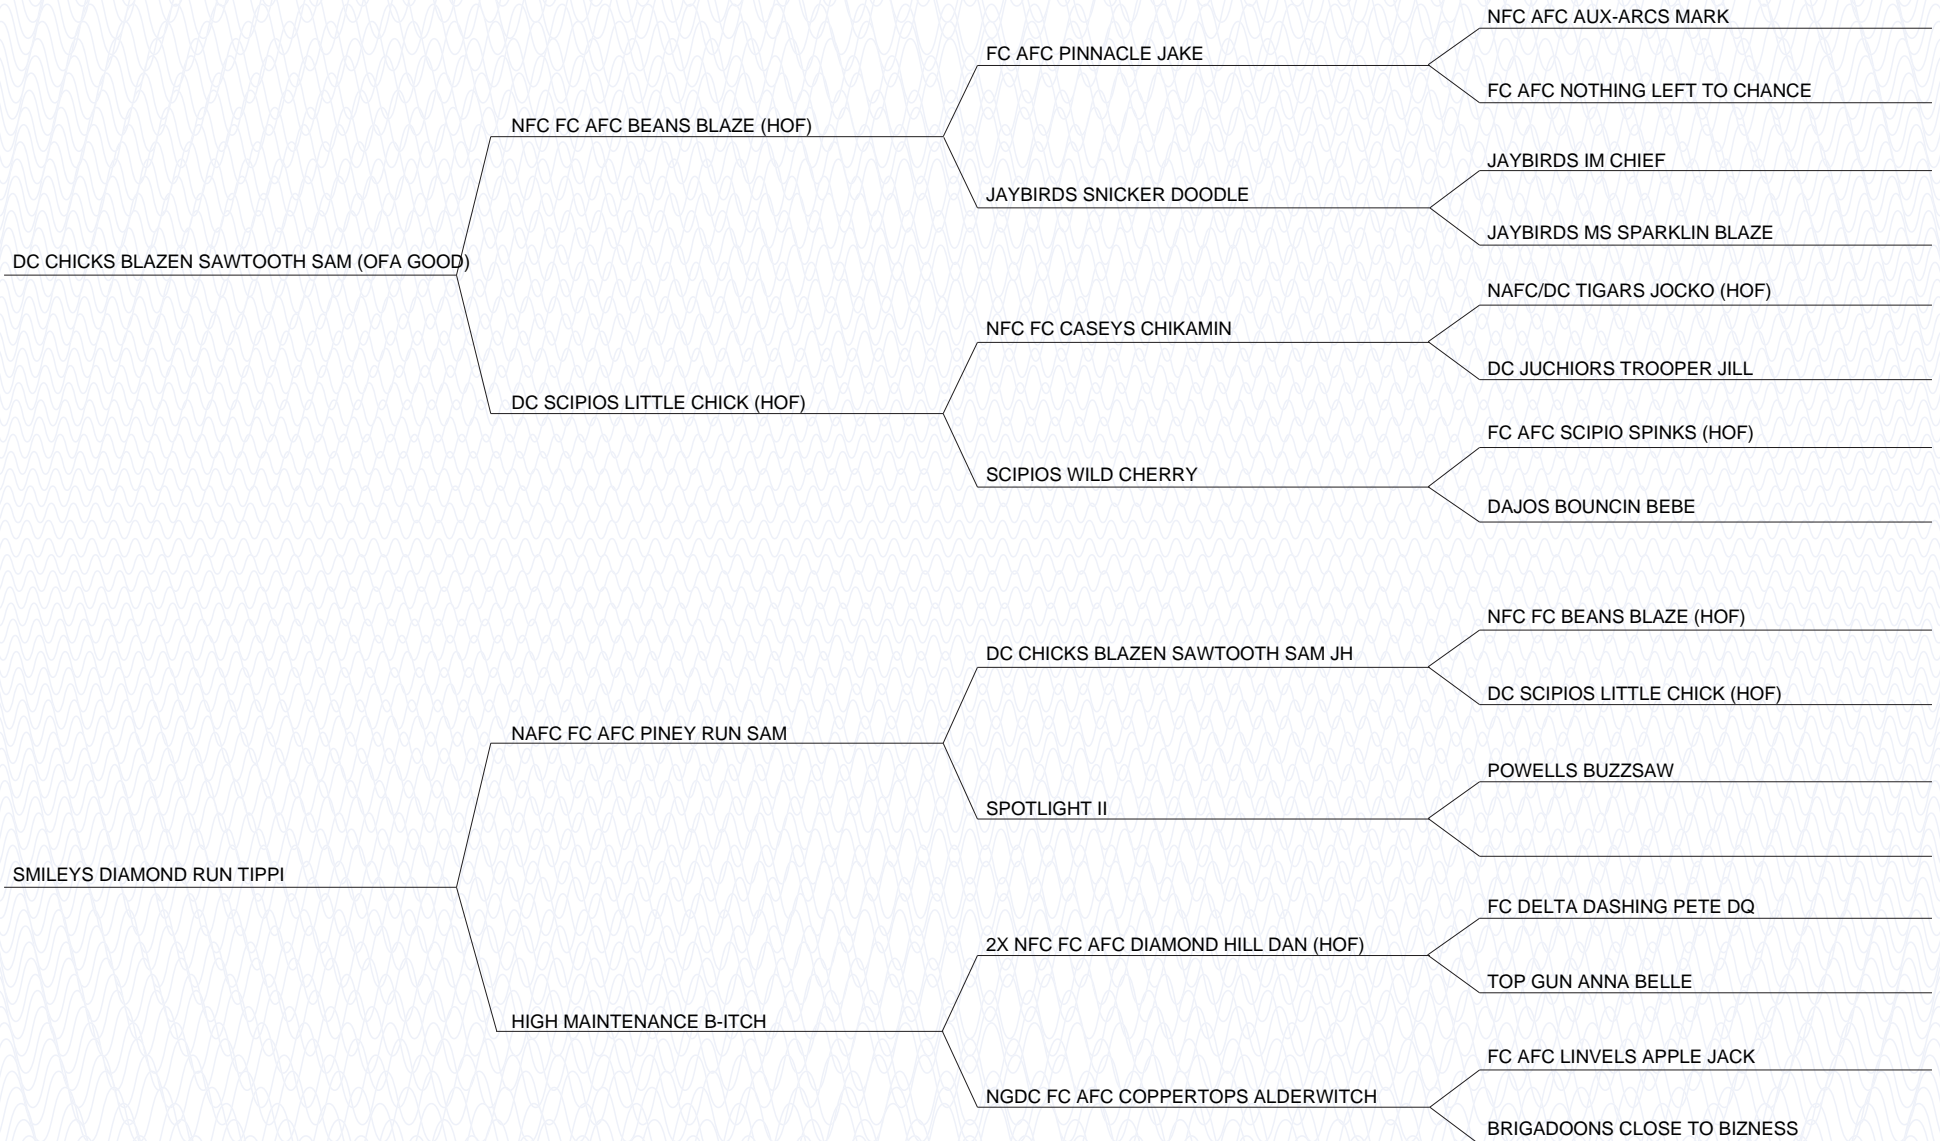 NFC AFC AUX-ARCS MARK
FC AFC PINNACLE JAKE
FC AFC NOTHING LEFT TO CHANCE
NFC FC AFC BEANS BLAZE (HOF)
JAYBIRDS IM CHIEF
JAYBIRDS SNICKER DOODLE
JAYBIRDS MS SPARKLIN BLAZE
DC CHICKS BLAZEN SAWTOOTH SAM (OFA GOOD)
NAFC/DC TIGARS JOCKO (HOF)
NFC FC CASEYS CHIKAMIN
DC JUCHIORS TROOPER JILL
DC SCIPIOS LITTLE CHICK (HOF)
FC AFC SCIPIO SPINKS (HOF)
SCIPIOS WILD CHERRY
DAJOS BOUNCIN BEBE
NFC FC BEANS BLAZE (HOF)
DC CHICKS BLAZEN SAWTOOTH SAM JH
DC SCIPIOS LITTLE CHICK (HOF)
NAFC FC AFC PINEY RUN SAM
POWELLS BUZZSAW
SPOTLIGHT II
SMILEYS DIAMOND RUN TIPPI
FC DELTA DASHING PETE DQ
2X NFC FC AFC DIAMOND HILL DAN (HOF)
TOP GUN ANNA BELLE
HIGH MAINTENANCE B-ITCH
FC AFC LINVELS APPLE JACK
NGDC FC AFC COPPERTOPS ALDERWITCH
BRIGADOONS CLOSE TO BIZNESS